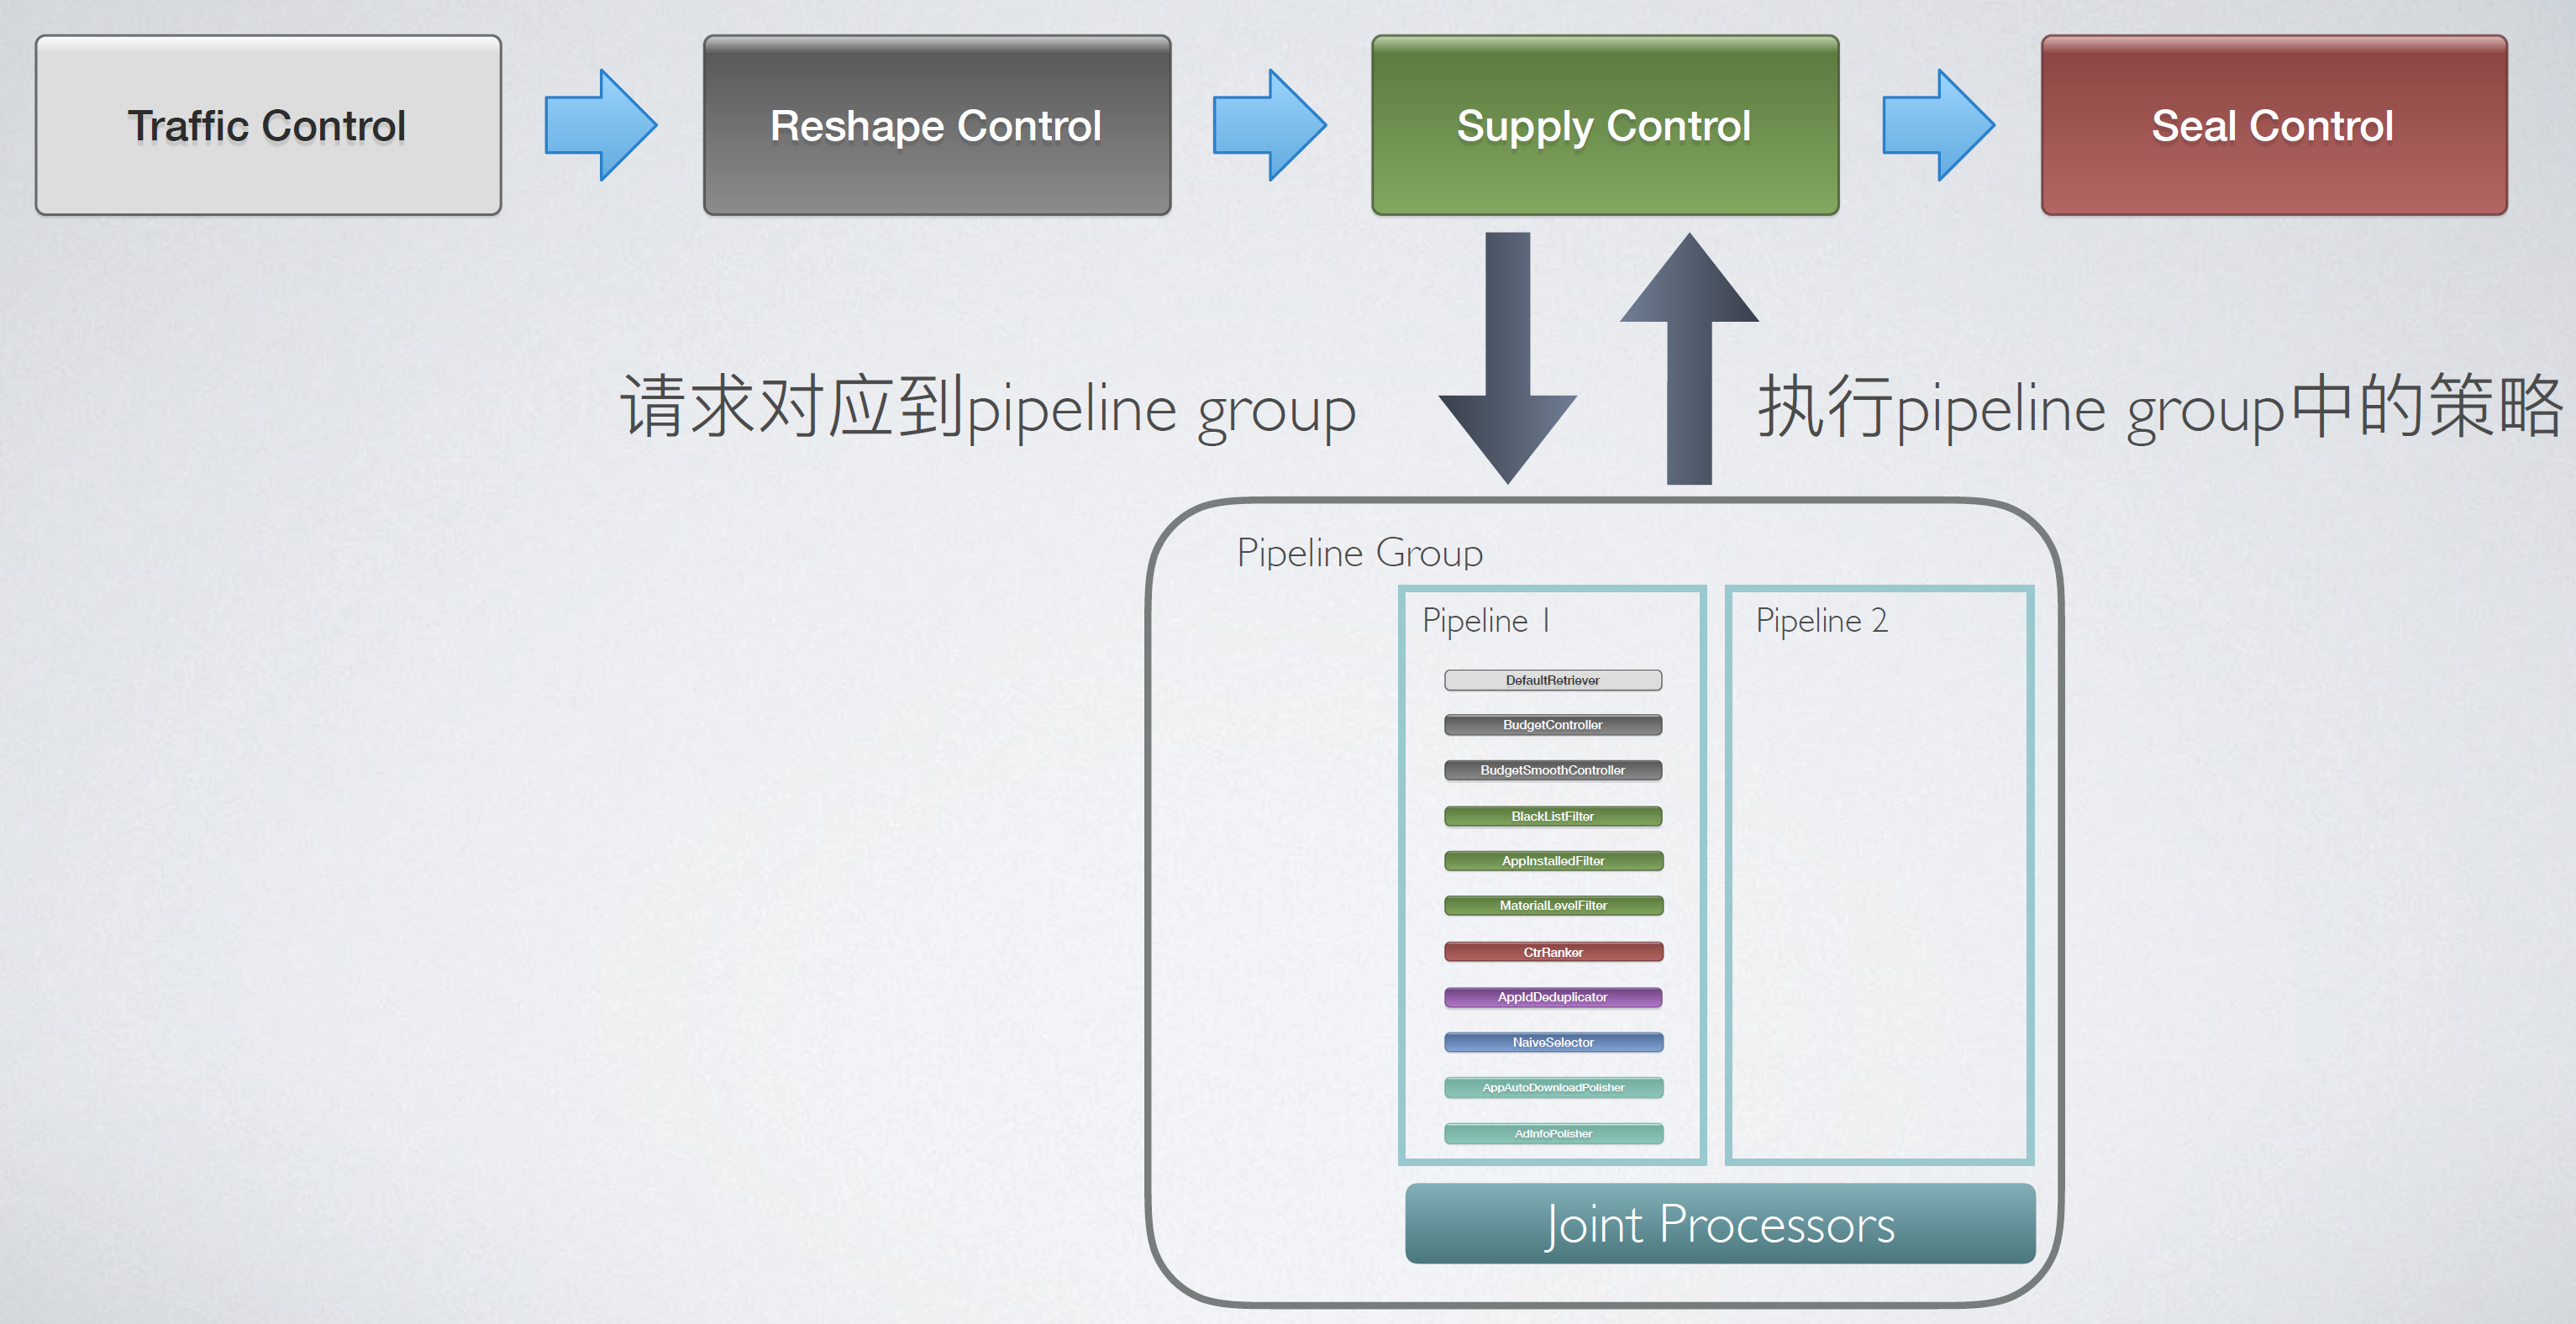 Traffic Control
Reshape Control
Supply Control
Seal Control
请求对应到pipeline group
执行pipeline group中的策略
Pipeline Group
Pipeline 1
DefaultRetriever
BudgetController
BudgetSmoothController
BlackListFilter
AppInstalledFilter
MaterialLevelFilter
CtrRanker
AppIdDeduplicator
NaiveSelector
AppAutoDownloadPolisher
AdInfoPolisher
Pipeline 2
Joint Processors